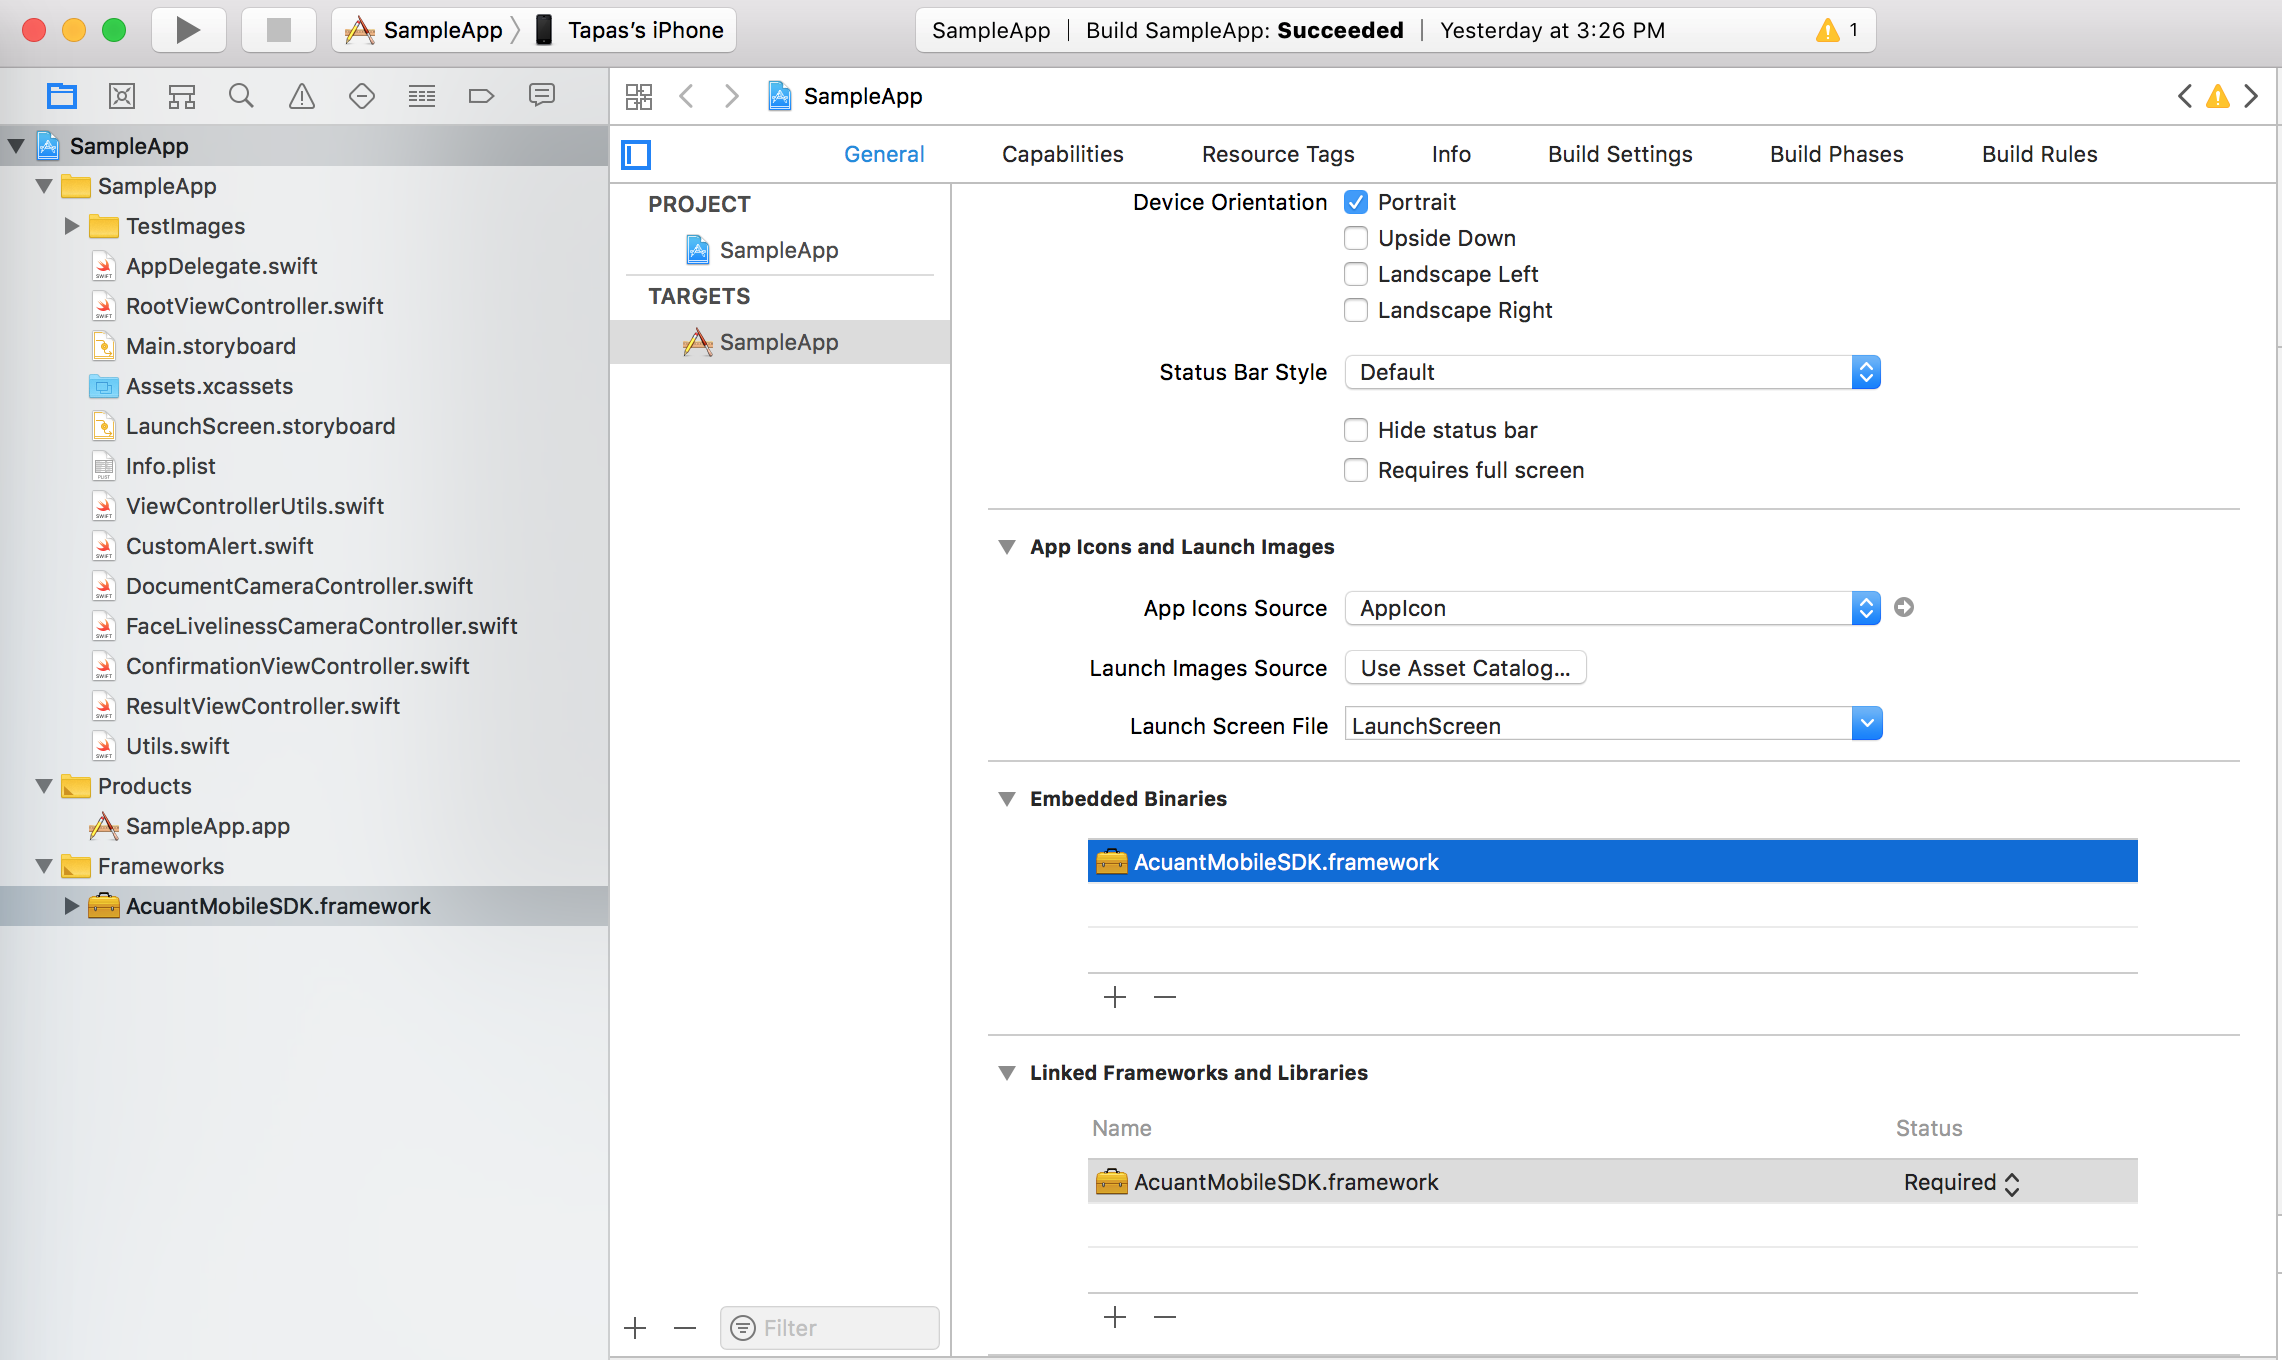 SampleApp Tapas's iPhone
SampleApp Build SampleApp: Succeeded Yesterday at 3:26 PM 1
SampleApp
SampleApp
SampleApp
TestImages
AppDelegate.swift
RootViewController.swift
Main.storyboard
Assets.xcassets
LaunchScreen.storyboard
Info.plist
ViewControllerUtils.swift
CustomAlert.swift
DocumentCameraController.swift
FaceLivelinessCameraController.swift
ConfirmationViewController.swift
ResultViewController.swift
Utils.swift
Products
SampleApp.app
Frameworks
AcuantMobileSDK.framework
General Capabilities Resource Tags Info Build Settings Build Phases Build Rules
PROJECT
SampleApp
TARGETS
SampleApp
Filter
Device Orientation Portrait
Upside Down
Landscape Left
Landscape Right
Status Bar Style Default
Hide status bar
Requires full screen
App Icons and Launch Images
App Icons Source AppIcon
Launch Images Source Use Asset Catalog...
Launch Screen File LaunchScreen
Embedded Binaries
AcuantMobileSDK.framework
Linked Frameworks and Libraries
Name Status
AcuantMobileSDK.framework Required